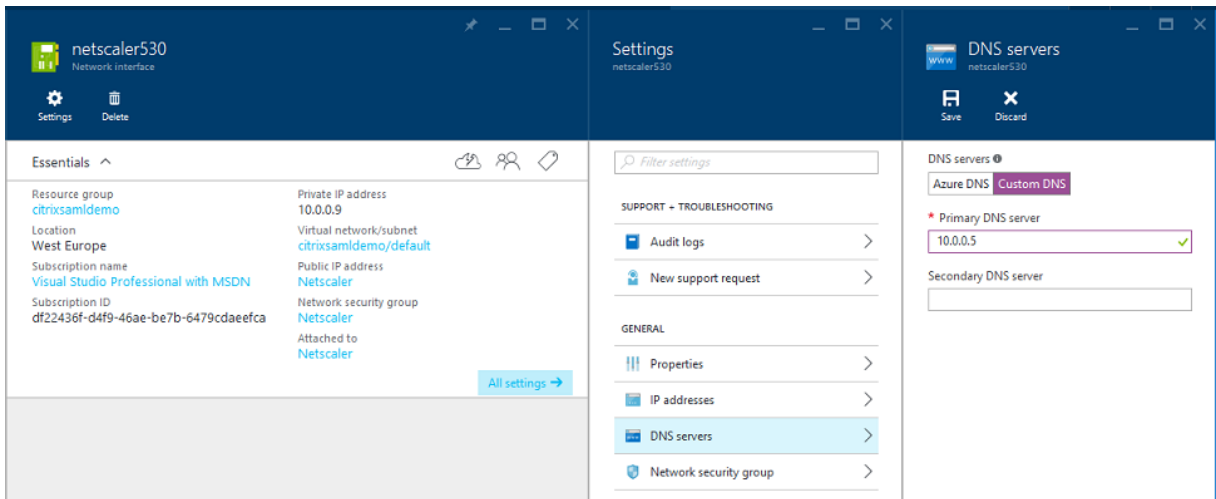 netscaler530
Network interface
Settings
Delete
Essentials
Resource group
citrixsamldemo
Location
West Europe
Subscription name
Visual Studio Professional with MSDN
Subscription ID
df22436f-d4f9-46ae-be7b-6479cdaeefca
Private IP address
10.0.0.9
Virtual network/subnet
citrixsamldemo/default
Public IP address
Netscaler
Network security group
Netscaler
Attached to
Netscaler
All settings
Settings
netscaler530
Filter settings
SUPPORT + TROUBLESHOOTING
Audit logs
New support request
GENERAL
Properties
IP addresses
DNS servers
Network security group
www
DNS servers
netscaler530
Save
Discard
DNS servers
Azure DNS Custom DNS
* Primary DNS server
10.0.0.5
Secondary DNS server